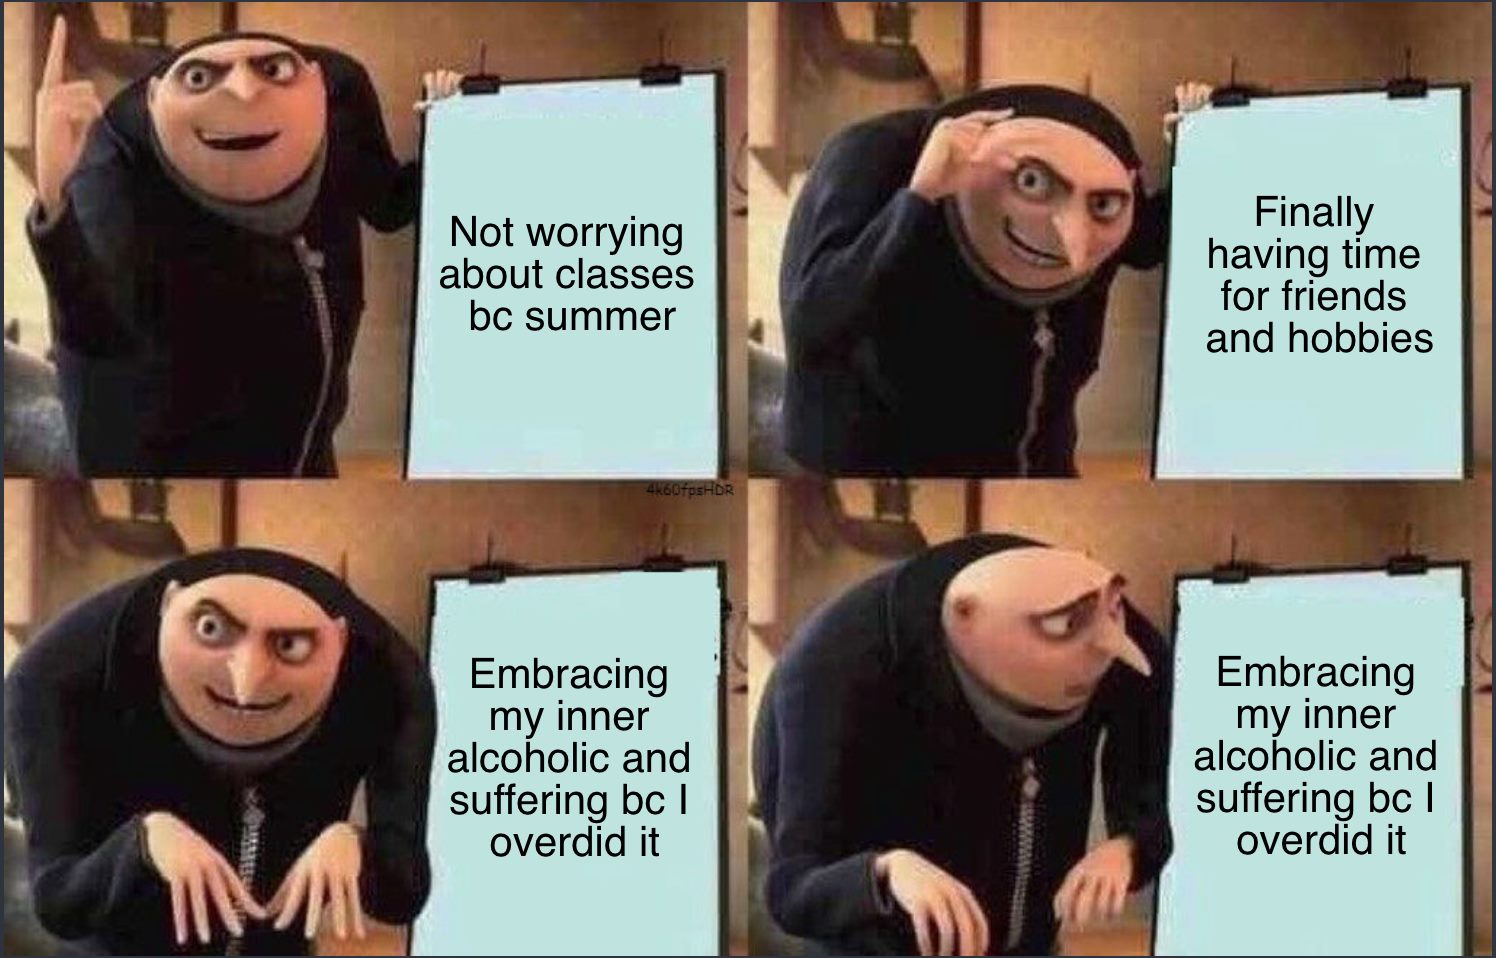 Not worrying
about classes
bc summer
Finally
having time
for friends
and hobbies
4k60fpsHDR
Embracing
my inner
alcoholic and
suffering bc I
overdid it
Embracing
my inner
alcoholic and
suffering bc I
overdid it